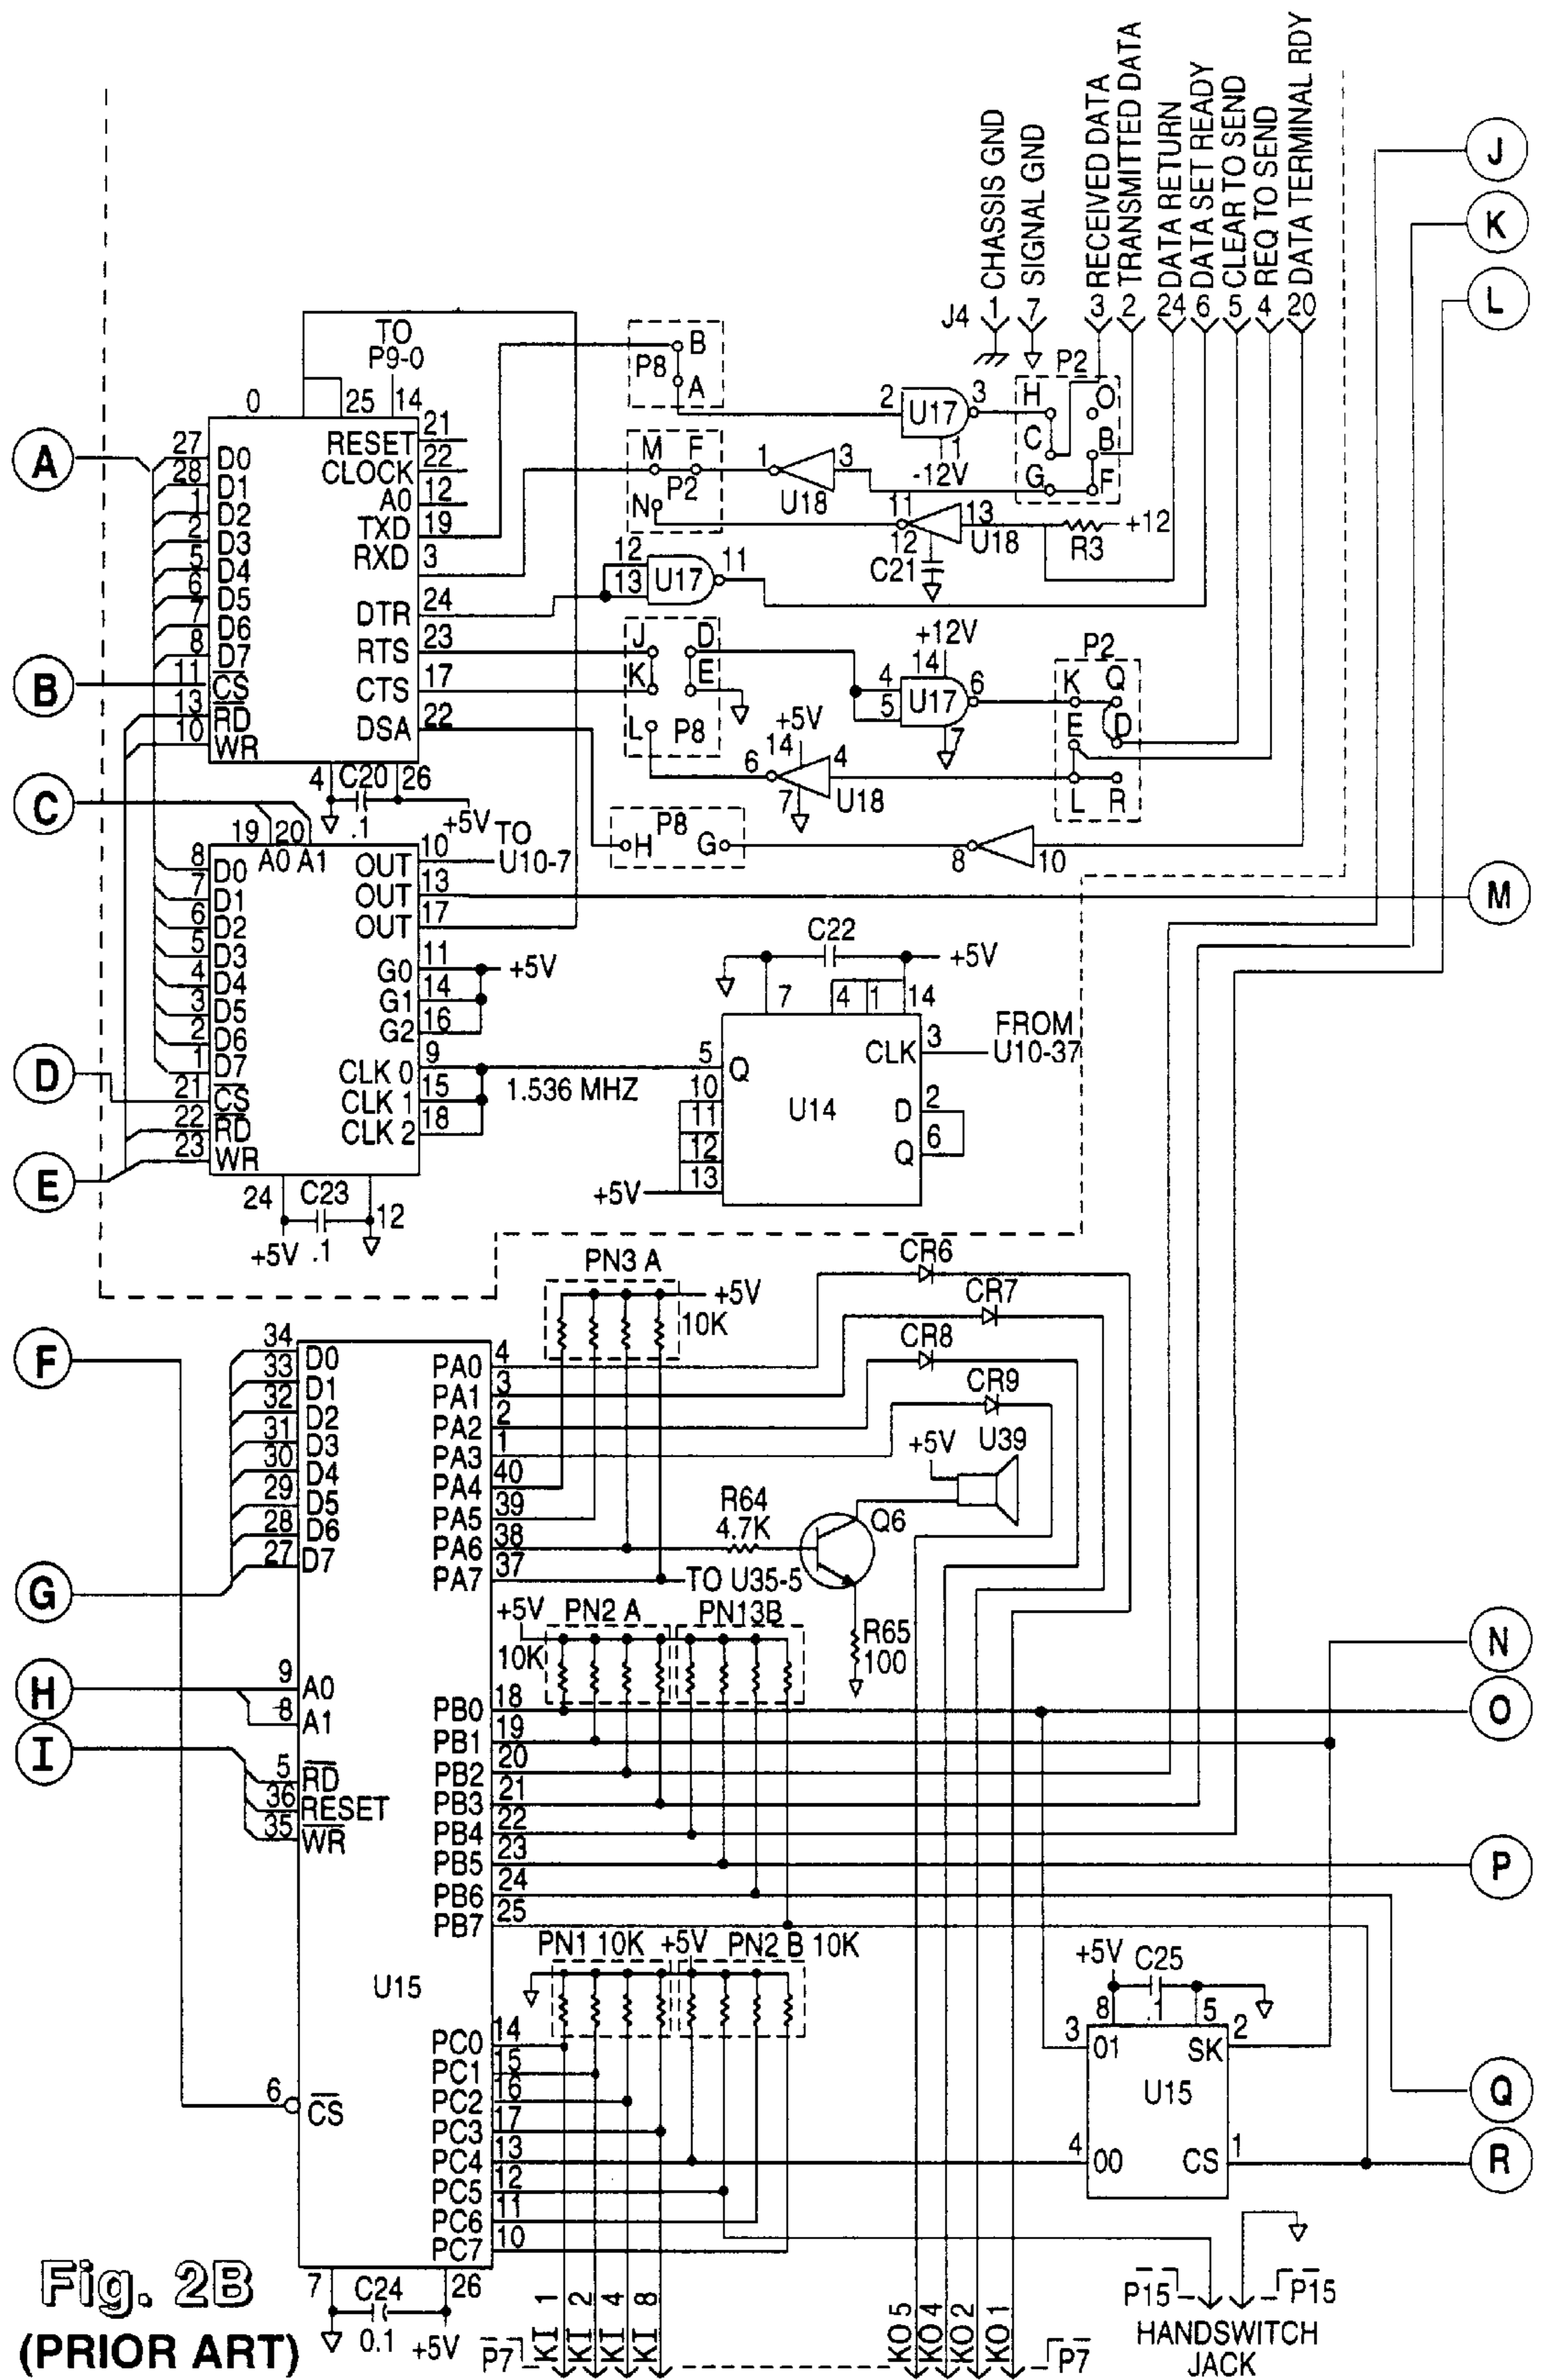 CHASSIS GND
SIGNAL GND
RECEIVED DATA
TRANSMITTED DATA
DATA RETURN
DATA SET READY
CLEAR TO SEND
REQ TO SEND
DATA TERMINAL RDY
J4 1 7 3 2 24 6 5 4 20
J
K
L
TO
P9-0
0 25 14
A
27 D0
28 D1
1 D2
2 D3
5 D4
6 D5
7 D6
8 D7
B
11 CS
13 RD
10 WR
RESET 21
CLOCK 22
A0 12
TXD 19
RXD 3
DTR 24
RTS 23
CTS 17
DSA 22
4 C20 26
.1
+5V
P8 B
A
2 U17 3
1
-12V
P2
H O
C B
G F
M F
P2
N
1 3
U18
11 13
12 U18
C21
R3 +12
12
13 U17 11
J D
K E
L P8
+12V
14
4
5 U17 6
7
P2
K Q
E D
L R
+5V
14 4
6
7 U18
P8
H G
8 10
C
19 20
A0 A1
8 D0
7 D1
6 D2
5 D3
4 D4
3 D5
2 D6
1 D7
D
21 CS
22 RD
23 WR
E
OUT 10 TO
U10-7
OUT 13
OUT 17
M
G0 11 +5V
G1 14
G2 16
CLK 0 9
CLK 1 15
CLK 2 18
1.536 MHZ
24 C23 12
+5V .1
C22
+5V
7 4 1 14
5 Q
10
11
12
13
+5V
U14
CLK 3
FROM
U10-37
D 2
Q 6
PN3 A
+5V
10K
CR6
CR7
CR8
CR9
F
34 D0
33 D1
32 D2
31 D3
30 D4
29 D5
28 D6
27 D7
G
PA0 4
PA1 3
PA2 2
PA3 1
PA4 40
PA5 39
PA6 38
PA7 37
+5V U39
R64
4.7K
Q6
TO U35-5
R65
100
+5V PN2 A PN13B
10K
H
9 A0
8 A1
I
5 RD
36 RESET
35 WR
PB0 18
PB1 19
PB2 20
PB3 21
PB4 22
PB5 23
PB6 24
PB7 25
N
O
P
PN1 10K +5V PN2 B 10K
U15
6 CS
PC0 14
PC1 15
PC2 16
PC3 17
PC4 13
PC5 12
PC6 11
PC7 10
+5V C25
8 .1 5
3 01 SK 2
U15
4 00 CS 1
Q
R
7 C24 26
0.1 +5V
KI 1
KI 2
KI 4
KI 8
KO 5
KO 4
KO 2
KO 1
P7 P7
P15 P15
HANDSWITCH
JACK
Fig. 2B
(PRIOR ART)